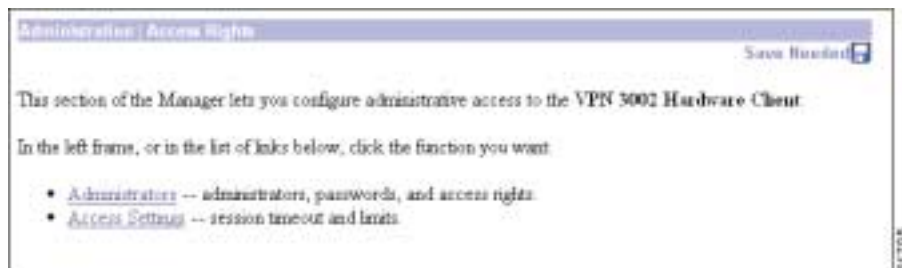 Administration | Access Rights
Save Needed
This section of the Manager lets you configure administrative access to the VPN 3002 Hardware Client.
In the left frame, or in the list of links below, click the function you want.
• Administrators -- administrators, passwords, and access rights.
• Access Settings -- session timeout and limits.